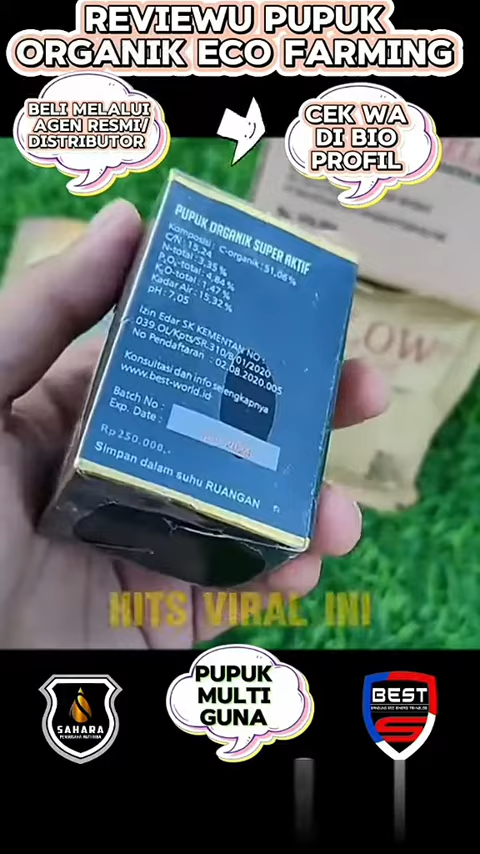 REVIEWU PUPUK
ORGANIK ECO FARMING
BELI MELALUI
AGEN RESMI/
DISTRIBUTOR
CEK WA
DI BIO
PROFIL
PUPUK ORGANIK SUPER AKTIF
Komposisi : C-organik : 51,06%
C/N : 15,24
N-total : 3,35%
P₂O₅-total : 4,84%
K₂O-total : 1,47%
Kadar Air : 15,32%
pH : 7,05
Izin Edar SK KEMENTAN NO :
039.OL/Kpts/SR.310/B/01/2020
No Pendaftaran : 02.08.2020.005
Konsultasi dan info selengkapnya
www.best-world.id
Batch No :
Exp. Date :
Rp 250.000,-
Simpan dalam suhu RUANGAN
LOW
HITS VIRAL INI
PUPUK
MULTI
GUNA
SAHARA
BEST